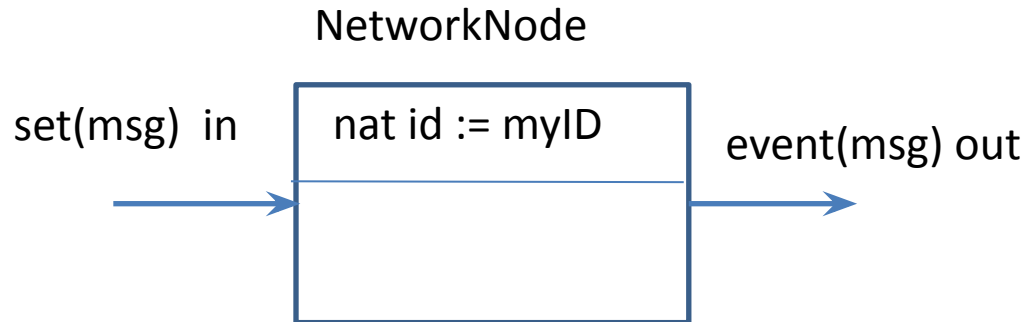 NetworkNode
set(msg) in
nat id := myID
event(msg) out